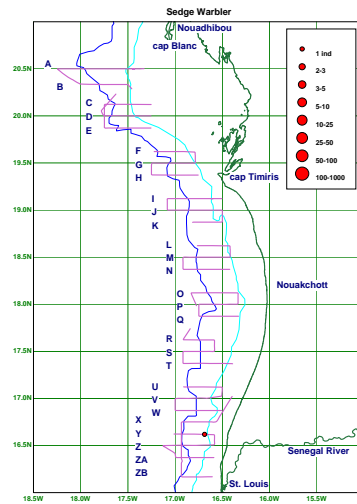 Sedge Warbler
Nouadhibou
cap Blanc
1 ind
2-3
3-5
5-10
10-25
25-50
50-100
100-1000
A
20.5N
B
C
20.0N
D
E
F
19.5N
G
H
cap Timiris
I
19.0N
J
K
L
18.5N
M
N
O
18.0N
P
Q
Nouakchott
R
17.5N
S
T
U
17.0N
V
W
X
Y
16.5N
Z
ZA
ZB
Senegal River
St. Louis
18.0W 17.5W 17.0W 16.5W 16.0W 15.5W